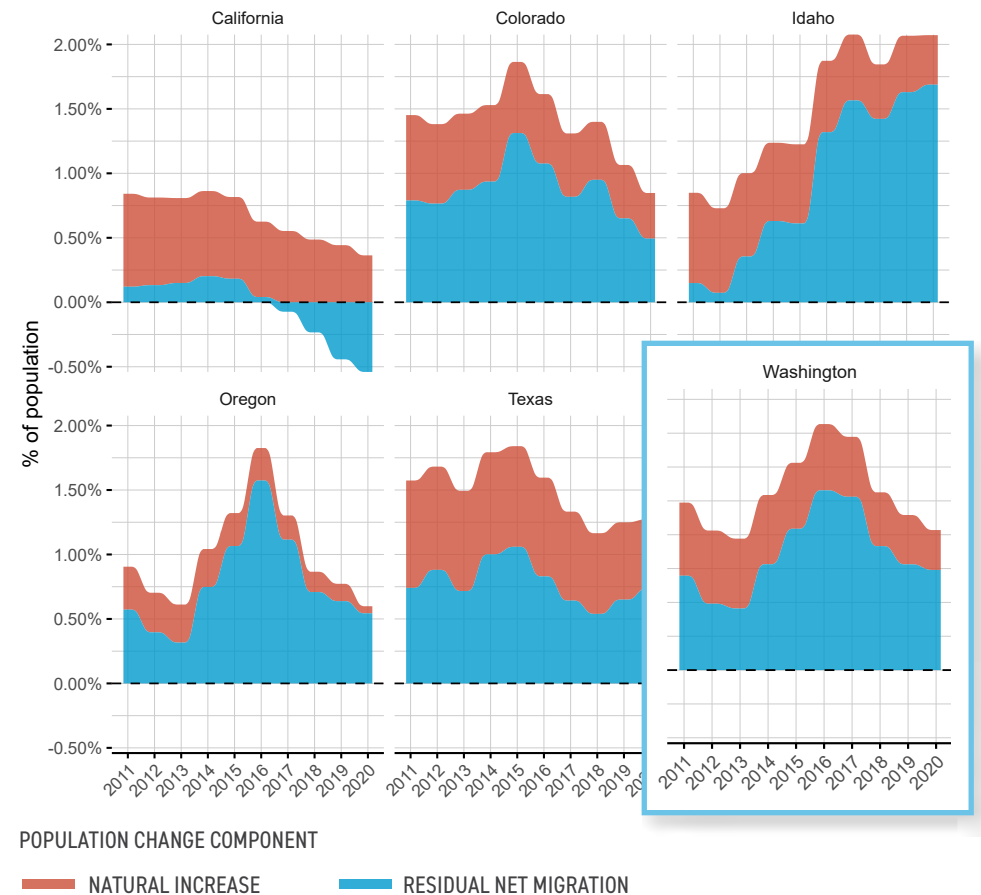 California
Colorado
Idaho
2.00%
1.50%
1.00%
0.50%
0.00%
-0.50%
% of population
Washington
Oregon
Texas
2.00%
1.50%
1.00%
0.50%
0.00%
-0.50%
2011 2012 2013 2014 2015 2016 2017 2018 2019 2020
2011 2012 2013 2014 2015 2016 2017 2018 2019
2011 2012 2013 2014 2015 2016 2017 2018 2019 2020
POPULATION CHANGE COMPONENT
NATURAL INCREASE
RESIDUAL NET MIGRATION